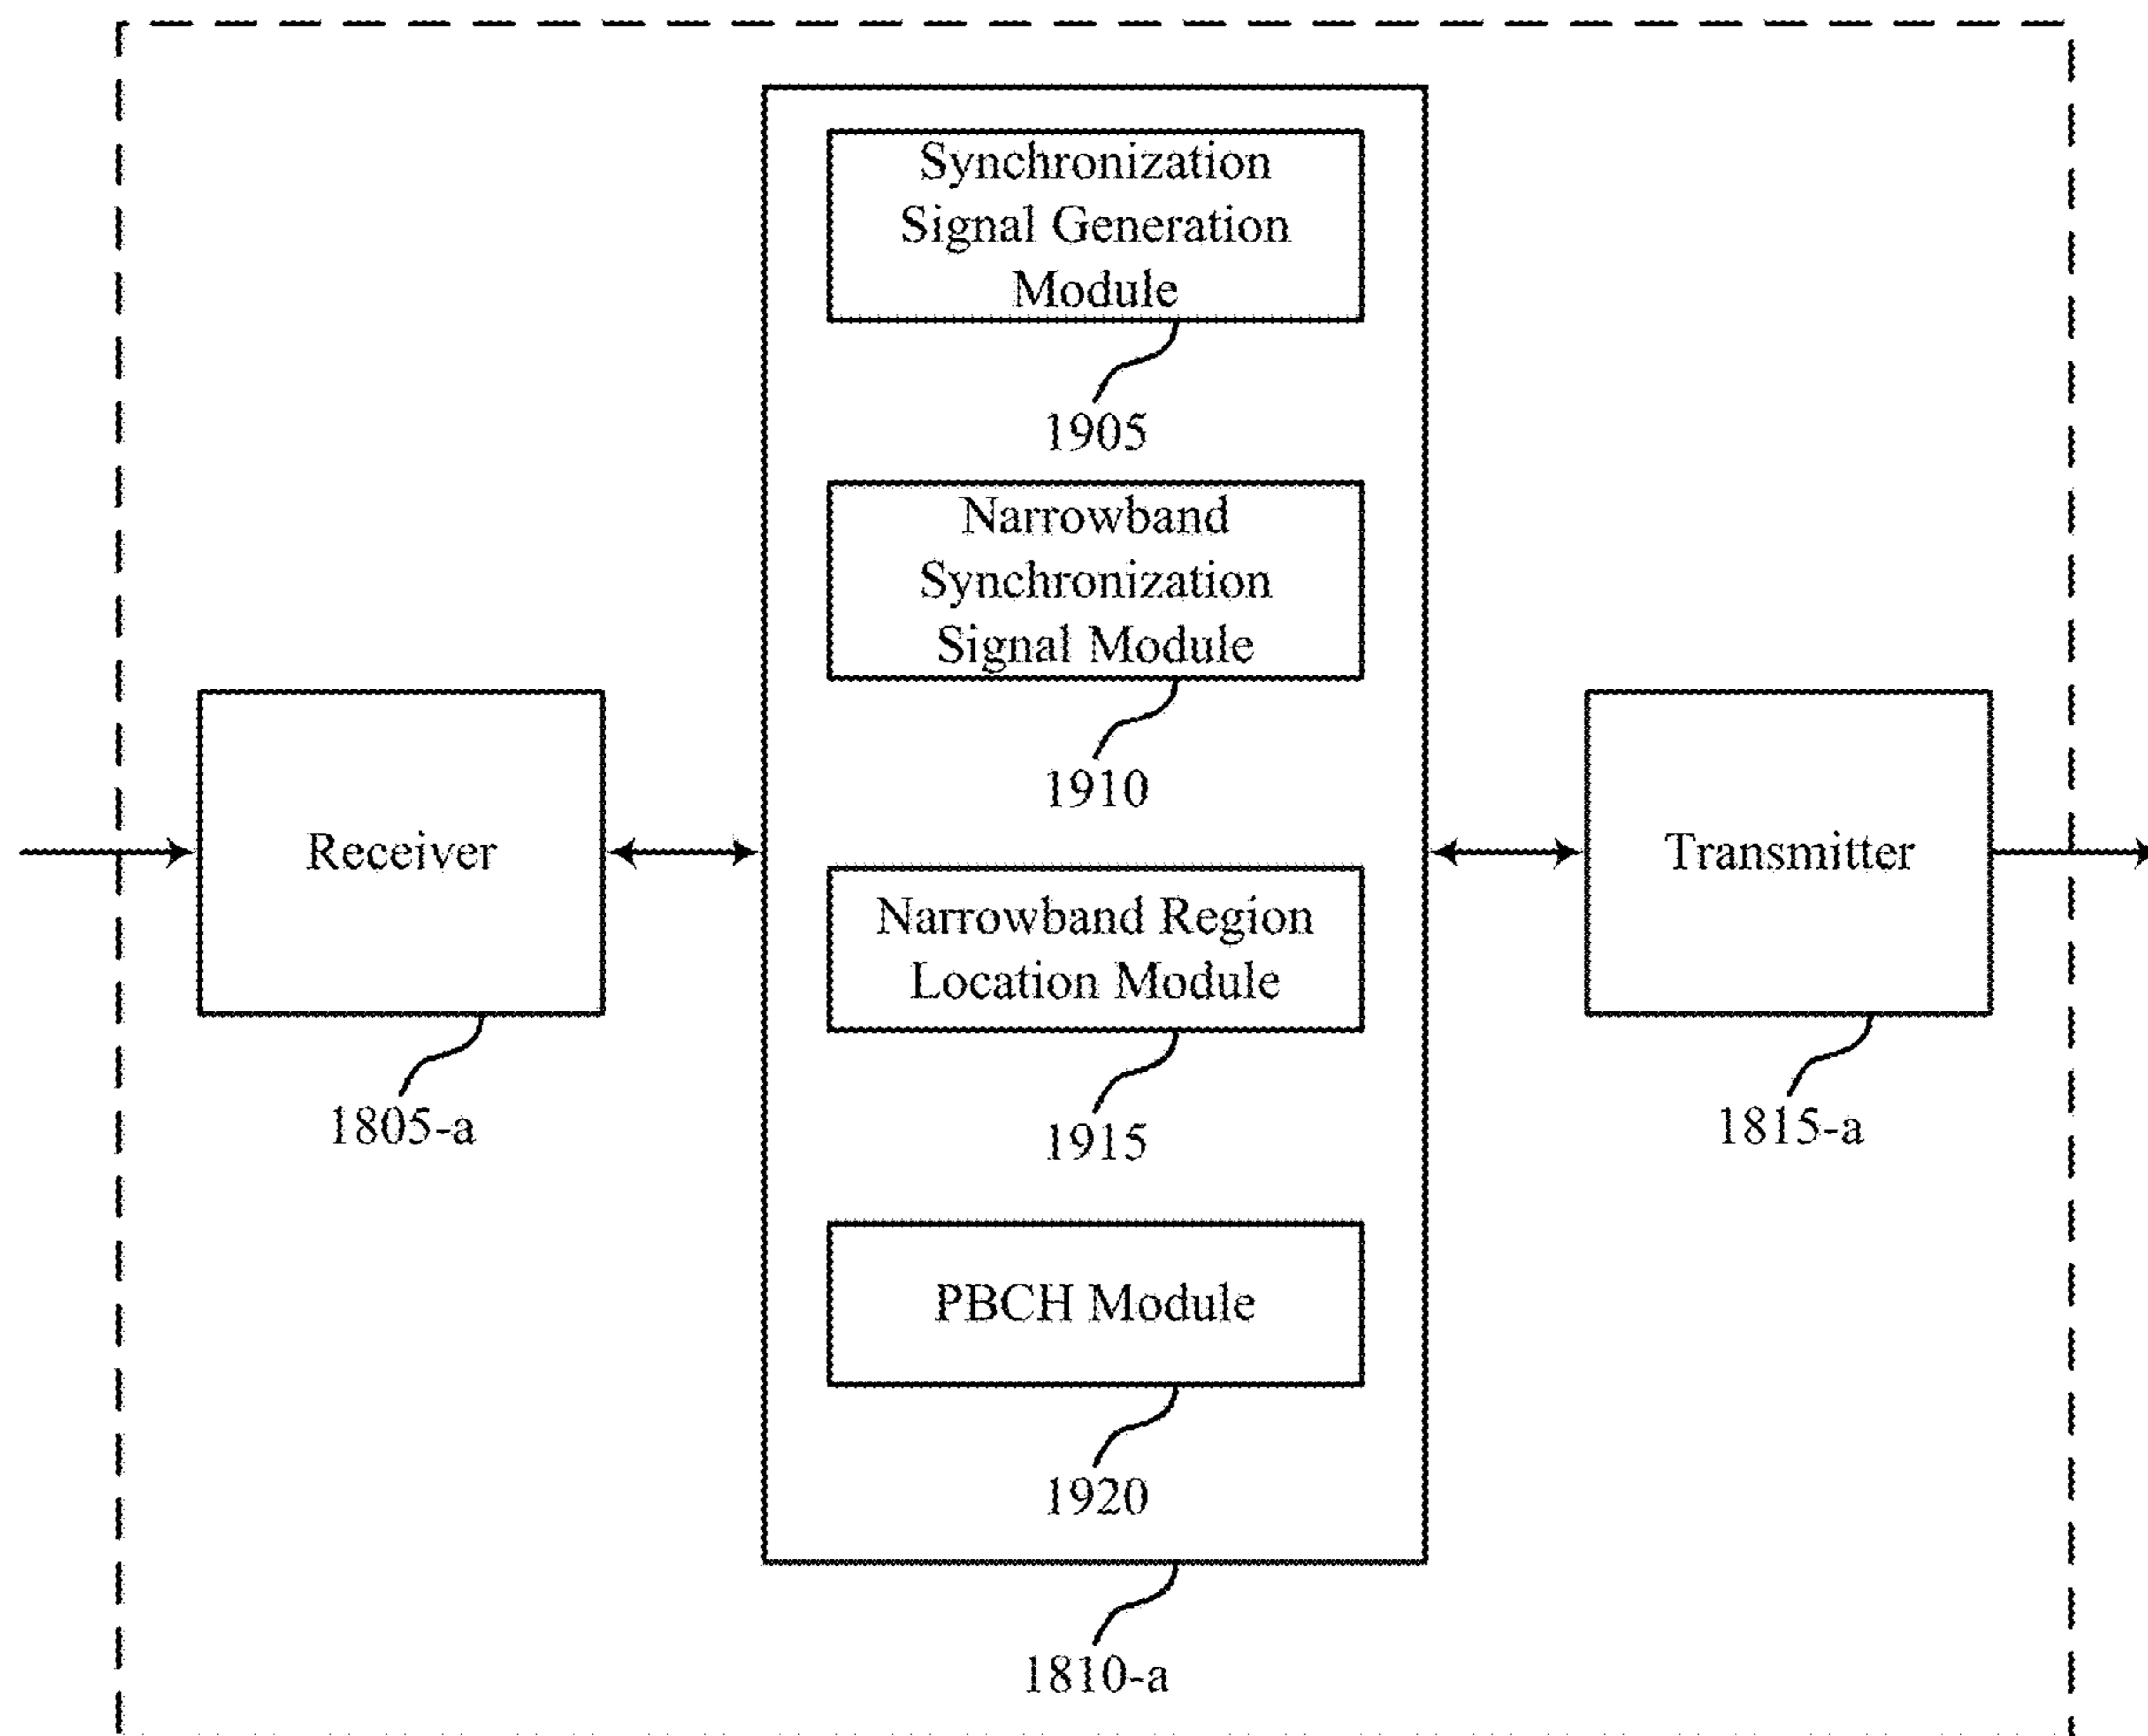 Synchronization
Signal Generation
Module
1905
Narrowband
Synchronization
Signal Module
1910
Receiver
1805-a
Narrowband Region
Location Module
1915
Transmitter
1815-a
PBCH Module
1920
1810-a